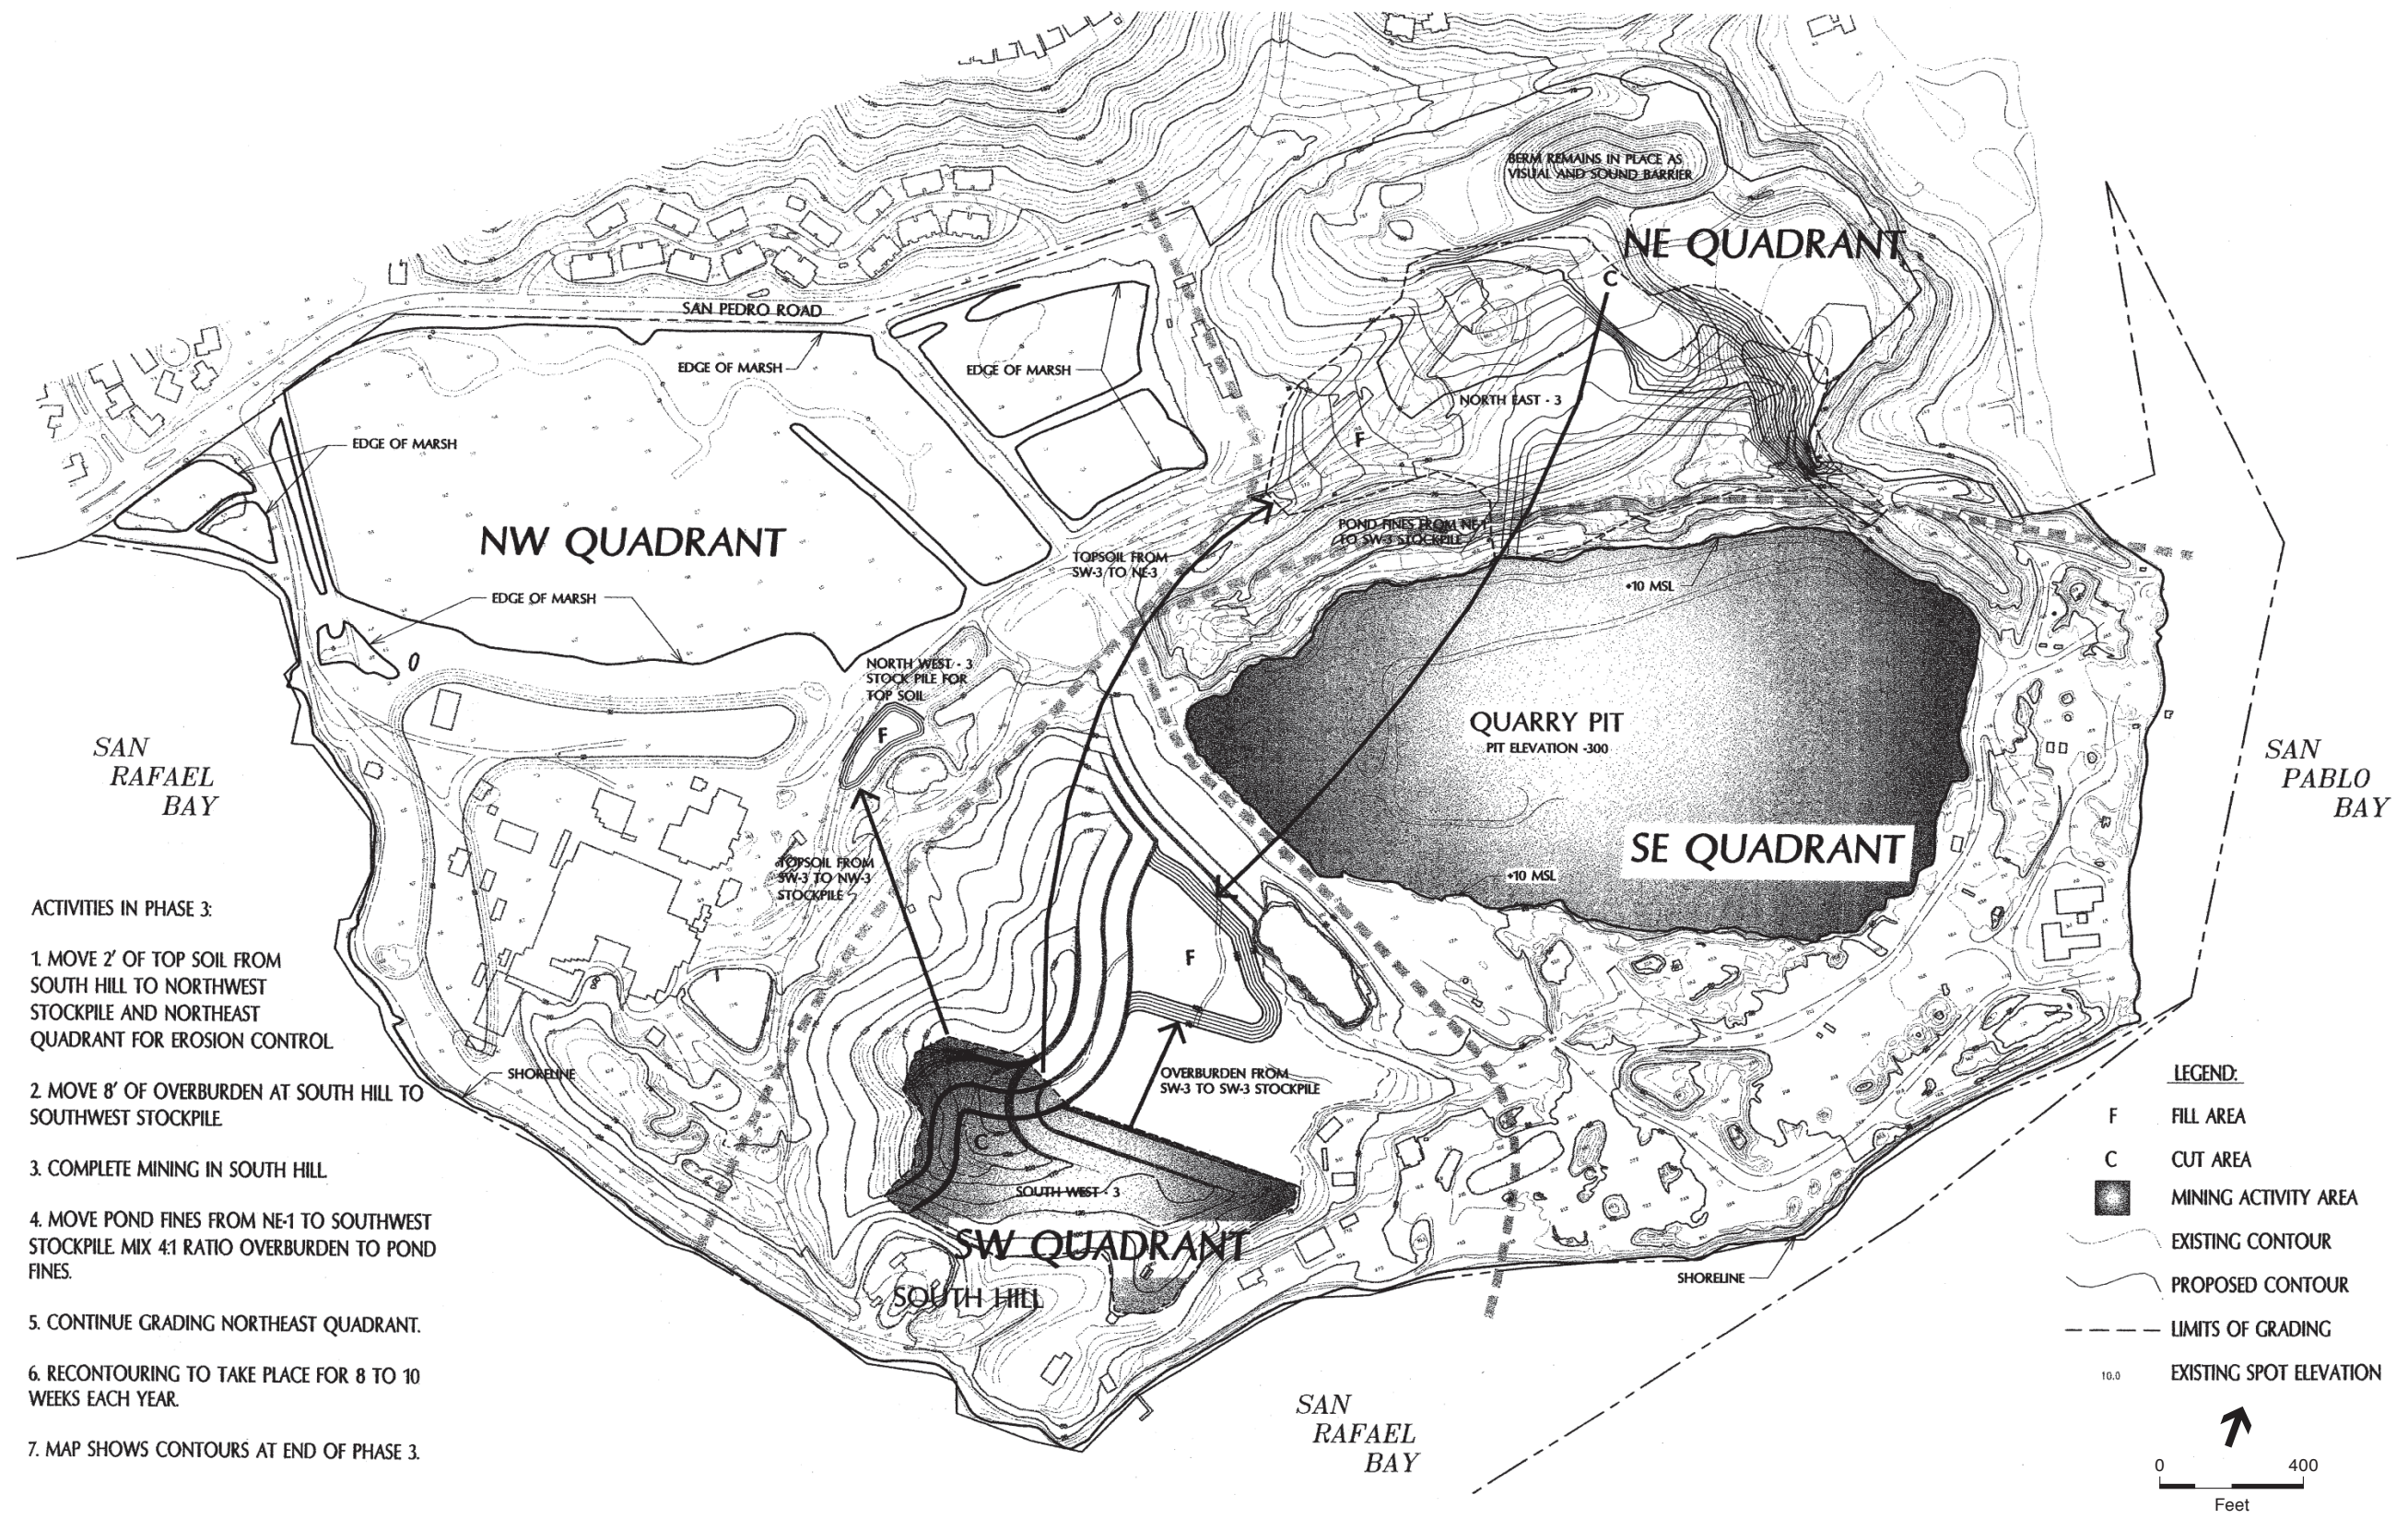 BERM REMAINS IN PLACE AS
VISUAL AND SOUND BARRIER
NE QUADRANT
C
SAN PEDRO ROAD
EDGE OF MARSH
EDGE OF MARSH
NORTH EAST - 3
F
EDGE OF MARSH
NW QUADRANT
POND FINES FROM NE-1
TO SW-3 STOCKPILE
TOPSOIL FROM
SW-3 TO NE-3
+10 MSL
EDGE OF MARSH
NORTH WEST - 3
STOCK PILE FOR
TOP SOIL
F
QUARRY PIT
PIT ELEVATION -300
SAN
RAFAEL
BAY
SAN
PABLO
BAY
SE QUADRANT
TOPSOIL FROM
SW-3 TO NW-3
STOCKPILE
+10 MSL
F
ACTIVITIES IN PHASE 3:
1. MOVE 2' OF TOP SOIL FROM
SOUTH HILL TO NORTHWEST
STOCKPILE AND NORTHEAST
QUADRANT FOR EROSION CONTROL
2. MOVE 8' OF OVERBURDEN AT SOUTH HILL TO
SOUTHWEST STOCKPILE
3. COMPLETE MINING IN SOUTH HILL
4. MOVE POND FINES FROM NE-1 TO SOUTHWEST
STOCKPILE. MIX 4:1 RATIO OVERBURDEN TO POND
FINES.
5. CONTINUE GRADING NORTHEAST QUADRANT.
6. RECONTOURING TO TAKE PLACE FOR 8 TO 10
WEEKS EACH YEAR.
7. MAP SHOWS CONTOURS AT END OF PHASE 3.
SHORELINE
OVERBURDEN FROM
SW-3 TO SW-3 STOCKPILE
C
SOUTH WEST - 3
SW QUADRANT
SOUTH HILL
SHORELINE
SAN
RAFAEL
BAY
LEGEND:
F FILL AREA
C CUT AREA
MINING ACTIVITY AREA
EXISTING CONTOUR
PROPOSED CONTOUR
LIMITS OF GRADING
10.0 EXISTING SPOT ELEVATION
0 400
Feet